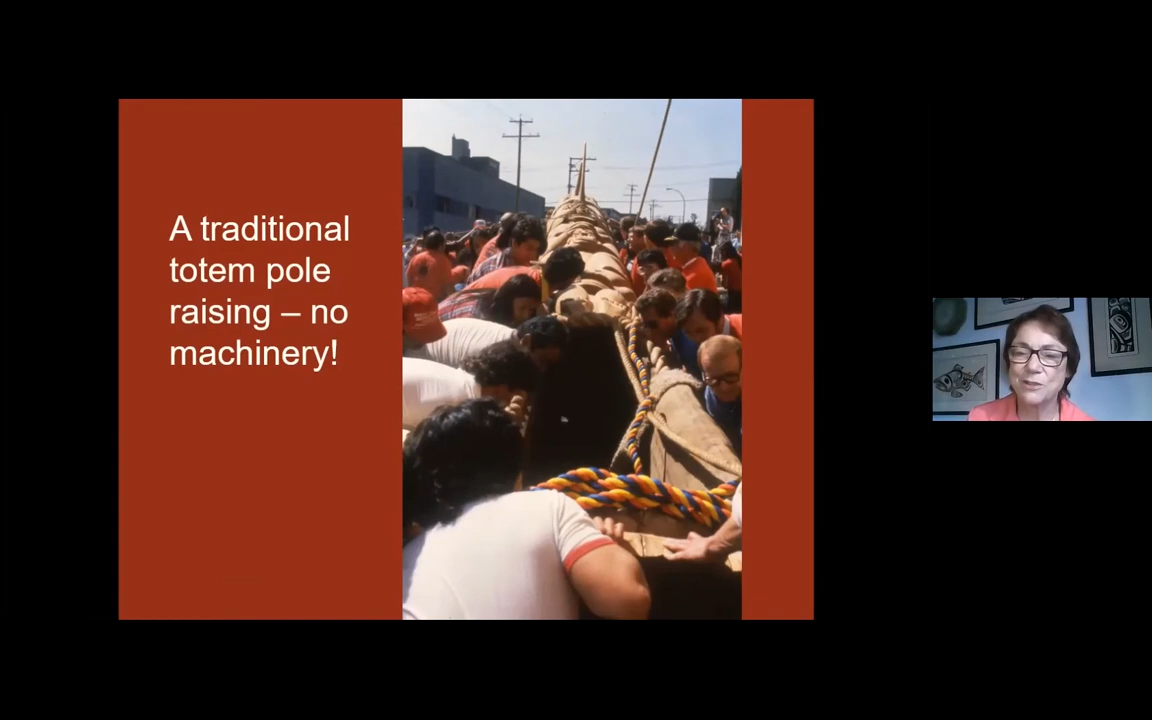 A traditional
totem pole
raising – no
machinery!